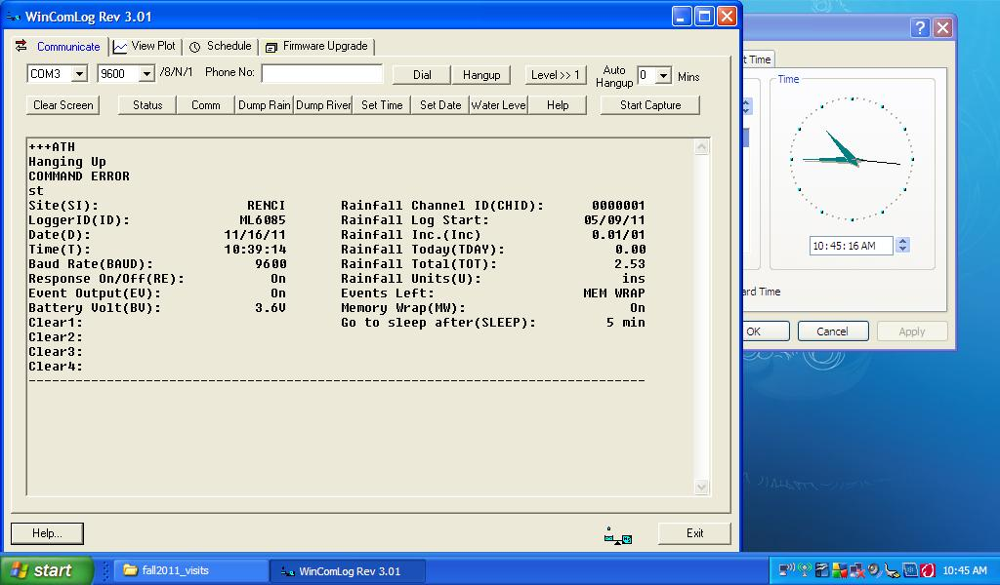 WinComLog Rev 3.01
Communicate View Plot Schedule Firmware Upgrade
t Time
COM3 9600 /8/N/1 Phone No: Dial Hangup Level >> 1 Auto Hangup 0 Mins
Clear Screen Status Comm Dump Rain Dump River Set Time Set Date Water Leve Help Start Capture
Time
+++ATH
Hanging Up
COMMAND ERROR
st
Site(SI): RENCI Rainfall Channel ID(CHID): 0000001
LoggerID(ID): ML6085 Rainfall Log Start: 05/09/11
Date(D): 11/16/11 Rainfall Inc.(Inc) 0.01/01
Time(T): 10:39:14 Rainfall Today(TDAY): 0.00
Baud Rate(BAUD): 9600 Rainfall Total(TOT): 2.53
Response On/Off(RE): On Rainfall Units(U): ins
Event Output(EV): On Events Left: MEM WRAP
Battery Volt(BV): 3.6V Memory Wrap(MW): On
Clear1: Go to sleep after(SLEEP): 5 min
Clear2:
Clear3:
Clear4:
--------------------------------------------------------------------------------
10:45:16 AM
ard Time
OK Cancel Apply
Help... Exit
start fall2011_visits WinComLog Rev 3.01 10:45 AM